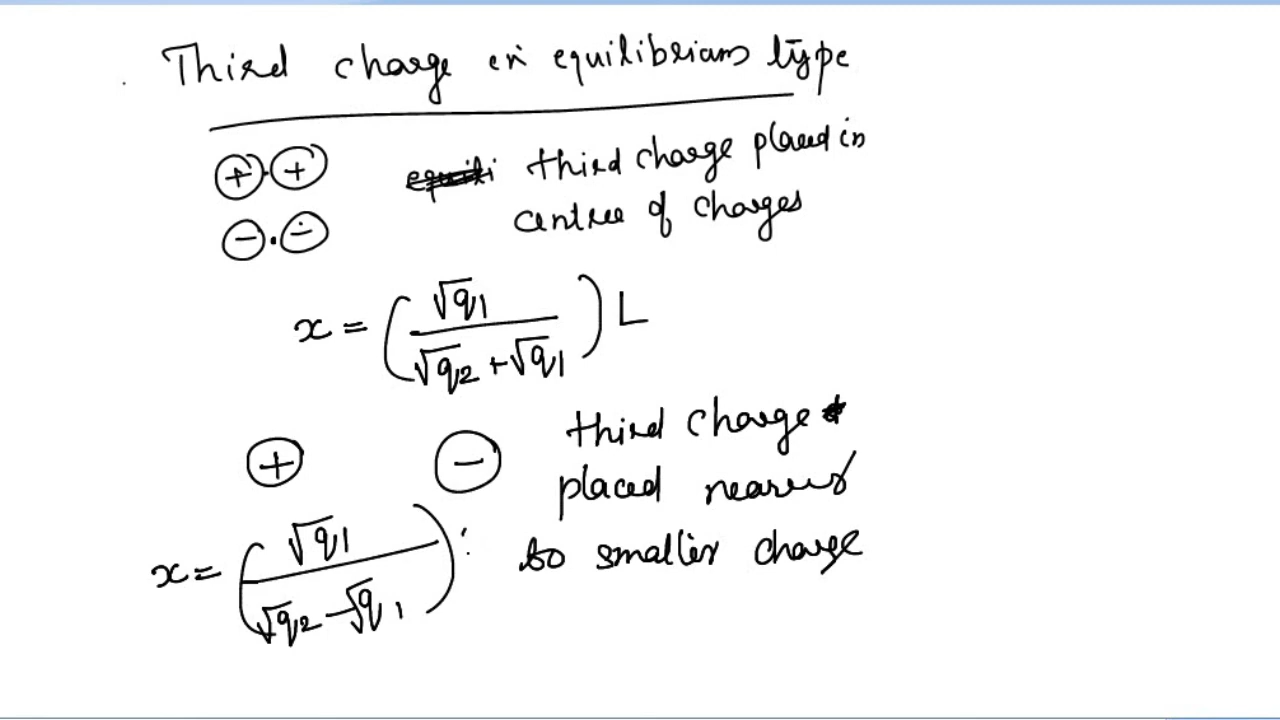 Third charge in equilibrium type
+ + equili third charge placed in
- . - centre of charges
x = (√q1 / √q2 + √q1) L
+ - third charge
placed nearer
to smaller charge
x = (√q1 / √q2 - √q1)